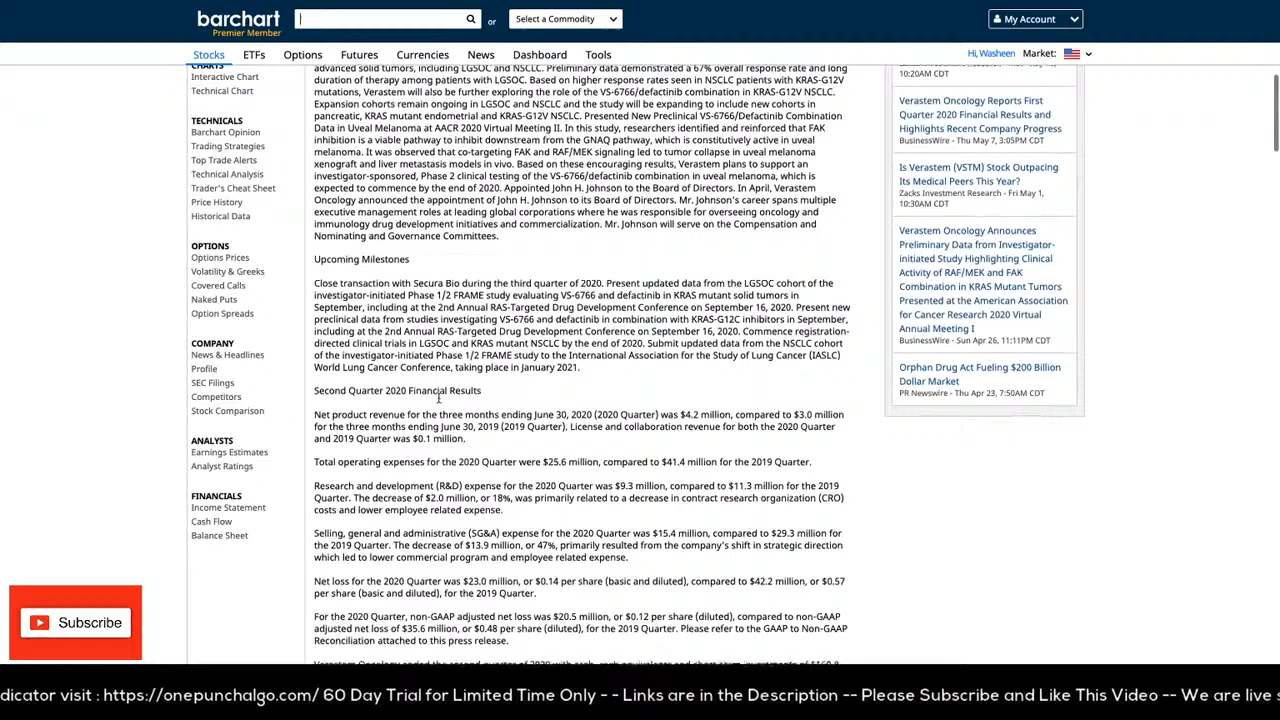 barchart
Premier Member
or
Select a Commodity
My Account
Stocks
ETFs
Options
Futures
Currencies
News
Dashboard
Tools
Hi, Washeen
Market:
CHARTS
Interactive Chart
Technical Chart
TECHNICALS
Barchart Opinion
Trading Strategies
Top Trade Alerts
Technical Analysis
Trader's Cheat Sheet
Price History
Historical Data
OPTIONS
Options Prices
Volatility & Greeks
Covered Calls
Naked Puts
Option Spreads
COMPANY
News & Headlines
Profile
SEC Filings
Competitors
Stock Comparison
ANALYSTS
Earnings Estimates
Analyst Ratings
FINANCIALS
Income Statement
Cash Flow
Balance Sheet
advanced solid tumors, including LGSOC and NSCLC. Preliminary data demonstrated a 67% overall response rate and long
duration of therapy among patients with LGSOC. Based on higher response rates seen in NSCLC patients with KRAS-G12V
mutations, Verastem will also be further exploring the role of the VS-6766/defactinib combination in KRAS-G12V NSCLC.
Expansion cohorts remain ongoing in LGSOC and NSCLC and the study will be expanding to include new cohorts in
pancreatic, KRAS mutant endometrial and KRAS-G12V NSCLC. Presented New Preclinical VS-6766/Defactinib Combination
Data in Uveal Melanoma at AACR 2020 Virtual Meeting II. In this study, researchers identified and reinforced that FAK
inhibition is a viable pathway to inhibit downstream from the GNAQ pathway, which is constitutively active in uveal
melanoma. It was observed that co-targeting FAK and RAF/MEK signaling led to tumor collapse in uveal melanoma
xenograft and liver metastasis models in vivo. Based on these encouraging results, Verastem plans to support an
investigator-sponsored, Phase 2 clinical testing of the VS-6766/defactinib combination in uveal melanoma, which is
expected to commence by the end of 2020. Appointed John H. Johnson to the Board of Directors. In April, Verastem
Oncology announced the appointment of John H. Johnson to its Board of Directors. Mr. Johnson's career spans multiple
executive management roles at leading global corporations where he was responsible for overseeing oncology and
immunology drug development initiatives and commercialization. Mr. Johnson will serve on the Compensation and
Nominating and Governance Committees.
Upcoming Milestones
Close transaction with Secura Bio during the third quarter of 2020. Present updated data from the LGSOC cohort of the
investigator-initiated Phase 1/2 FRAME study evaluating VS-6766 and defactinib in KRAS mutant solid tumors in
September, including at the 2nd Annual RAS-Targeted Drug Development Conference on September 16, 2020. Present new
preclinical data from studies investigating VS-6766 and defactinib in combination with KRAS-G12C inhibitors in September,
including at the 2nd Annual RAS-Targeted Drug Development Conference on September 16, 2020. Commence registration-
directed clinical trials in LGSOC and KRAS mutant NSCLC by the end of 2020. Submit updated data from the NSCLC cohort
of the investigator-initiated Phase 1/2 FRAME study to the International Association for the Study of Lung Cancer (IASLC)
World Lung Cancer Conference, taking place in January 2021.
Second Quarter 2020 Financial Results
Net product revenue for the three months ending June 30, 2020 (2020 Quarter) was $4.2 million, compared to $3.0 million
for the three months ending June 30, 2019 (2019 Quarter). License and collaboration revenue for both the 2020 Quarter
and 2019 Quarter was $0.1 million.
Total operating expenses for the 2020 Quarter were $25.6 million, compared to $41.4 million for the 2019 Quarter.
Research and development (R&D) expense for the 2020 Quarter was $9.3 million, compared to $11.3 million for the 2019
Quarter. The decrease of $2.0 million, or 18%, was primarily related to a decrease in contract research organization (CRO)
costs and lower employee related expense.
Selling, general and administrative (SG&A) expense for the 2020 Quarter was $15.4 million, compared to $29.3 million for
the 2019 Quarter. The decrease of $13.9 million, or 47%, primarily resulted from the company's shift in strategic direction
which led to lower commercial program and employee related expense.
Net loss for the 2020 Quarter was $23.0 million, or $0.14 per share (basic and diluted), compared to $42.2 million, or $0.57
per share (basic and diluted), for the 2019 Quarter.
For the 2020 Quarter, non-GAAP adjusted net loss was $20.5 million, or $0.12 per share (diluted), compared to non-GAAP
adjusted net loss of $35.6 million, or $0.48 per share (diluted), for the 2019 Quarter. Please refer to the GAAP to Non-GAAP
Reconciliation attached to this press release.
10:20AM CDT
Verastem Oncology Reports First
Quarter 2020 Financial Results and
Highlights Recent Company Progress
BusinessWire - Thu May 7, 3:05PM CDT
Is Verastem (VSTM) Stock Outpacing
Its Medical Peers This Year?
Zacks Investment Research - Fri May 1,
10:30AM CDT
Verastem Oncology Announces
Preliminary Data from Investigator-
initiated Study Highlighting Clinical
Activity of RAF/MEK and FAK
Combination in KRAS Mutant Tumors
Presented at the American Association
for Cancer Research 2020 Virtual
Annual Meeting I
BusinessWire - Sun Apr 26, 11:11PM CDT
Orphan Drug Act Fueling $200 Billion
Dollar Market
PR Newswire - Thu Apr 23, 7:50AM CDT
Subscribe
dicator visit : https://onepunchalgo.com/ 60 Day Trial for Limited Time Only - - Links are in the Description -- Please Subscribe and Like This Video -- We are live s